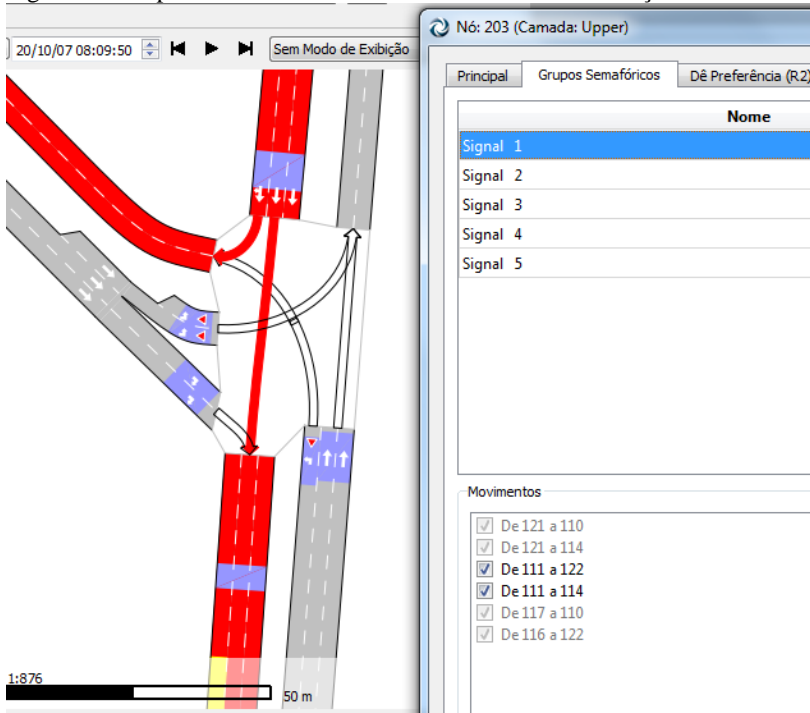 20/10/07 08:09:50
Sem Modo de Exibição
Nó: 203 (Camada: Upper)
Principal
Grupos Semafóricos
Dê Preferência (R2)
Nome
Signal 1
Signal 2
Signal 3
Signal 4
Signal 5
Movimentos
De 121 a 110
De 121 a 114
De 111 a 122
De 111 a 114
De 117 a 110
De 116 a 122
1:876
50 m